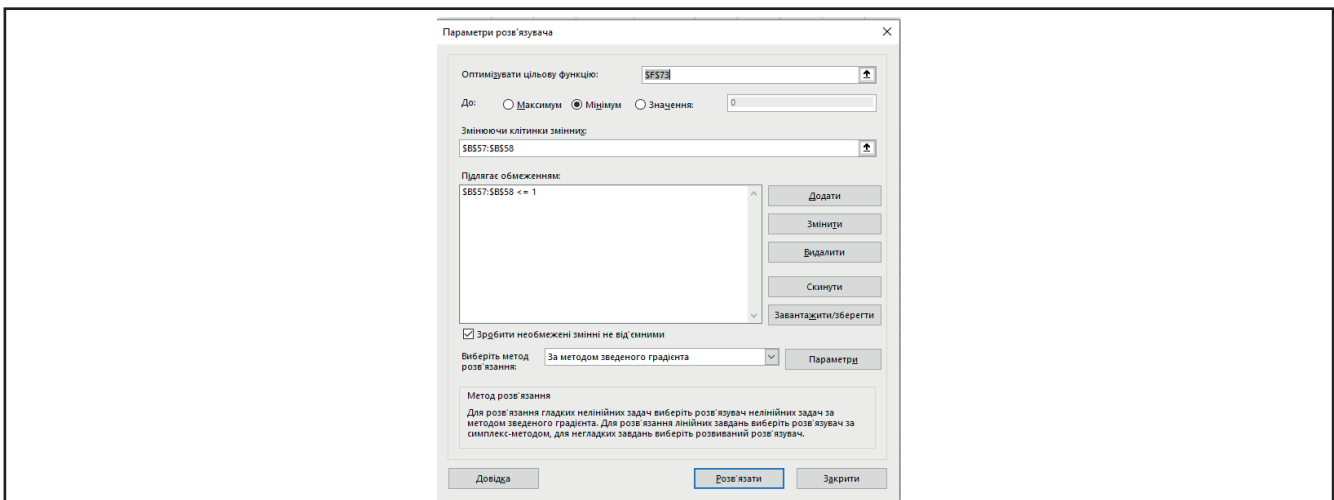 Параметри розв'язувача
Оптимізувати цільову функцію: $F$73
До: Максимум Мінімум Значення: 0
Змінюючи клітинки змінних:
$B$57:$B$58
Підлягає обмеженням:
$B$57:$B$58 <= 1
Додати
Змінити
Видалити
Скинути
Завантажити/зберегти
Зробити необмежені змінні не від'ємними
Виберіть метод За методом зведеного градієнта Параметри
розв'язання:
Метод розв'язання
Для розв'язання гладких нелінійних задач виберіть розв'язувач нелінійних задач за
методом зведеного градієнта. Для розв'язання лінійних завдань виберіть розв'язувач за
симплекс-методом, для негладких завдань виберіть розвиваний розв'язувач.
Довідка Розв'язати Закрити